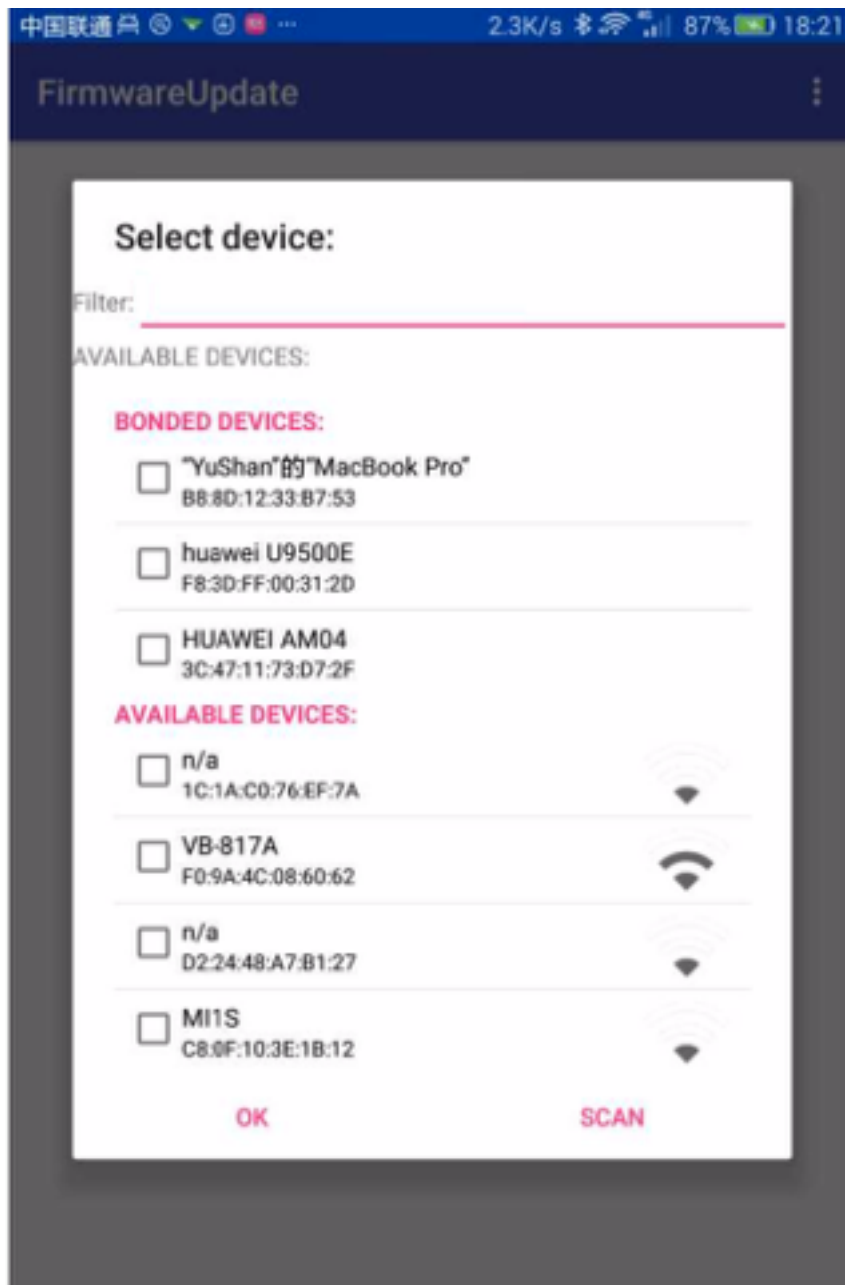 中国联通 2.3K/s 87% 18:21
FirmwareUpdate
Select device:
Filter:
AVAILABLE DEVICES:
BONDED DEVICES:
"YuShan"的"MacBook Pro"
B8:8D:12:33:B7:53
huawei U9500E
F8:3D:FF:00:31:2D
HUAWEI AM04
3C:47:11:73:D7:2F
AVAILABLE DEVICES:
n/a
1C:1A:C0:76:EF:7A
VB-817A
F0:9A:4C:08:60:62
n/a
D2:24:48:A7:B1:27
MI1S
C8:0F:10:3E:1B:12
OK SCAN